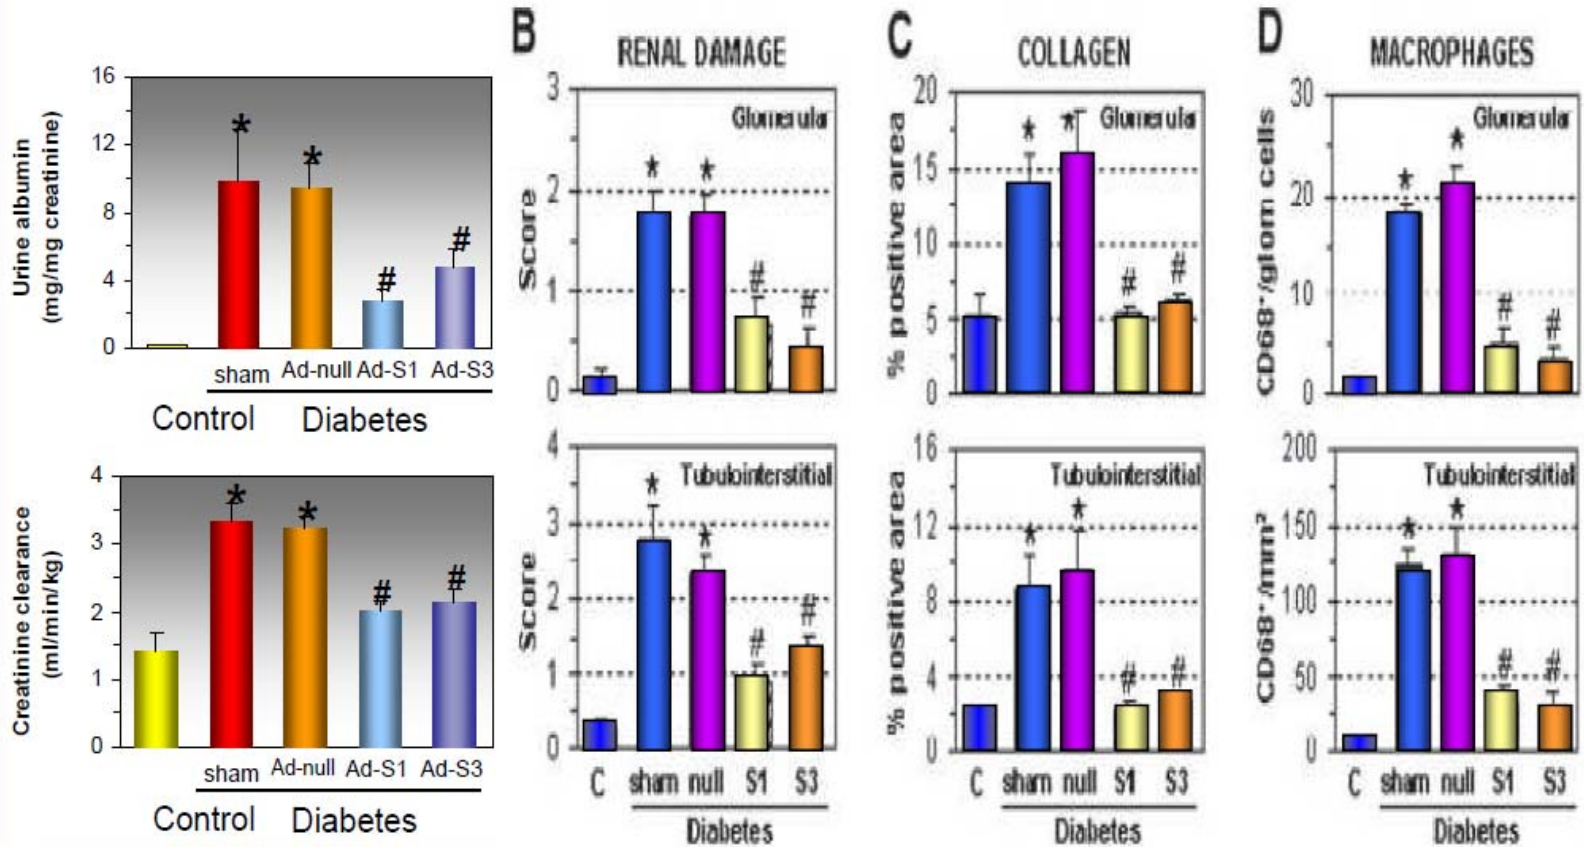 16
12
8
4
0
Urine albumin
(mg/mg creatinine)
*
*
#
#
sham Ad-null Ad-S1 Ad-S3
Control Diabetes
4
3
2
1
0
Creatinine clearance
(ml/min/kg)
*
*
#
#
sham Ad-null Ad-S1 Ad-S3
Control Diabetes
B
RENAL DAMAGE
3
2
1
0
Score
Glomerular
*
*
#
#
4
3
2
1
0
Score
Tubulointerstitial
*
*
#
#
C sham null S1 S3
Diabetes
C
COLLAGEN
20
15
10
5
0
% positive area
Glomerular
*
*
#
#
16
12
8
4
0
% positive area
Tubulointerstitial
*
*
#
#
C sham null S1 S3
Diabetes
D
MACROPHAGES
30
20
10
0
CD68⁺/glom cells
Glomerular
*
*
#
#
200
150
100
50
0
CD68⁺/mm²
Tubulointerstitial
*
*
#
#
C sham null S1 S3
Diabetes